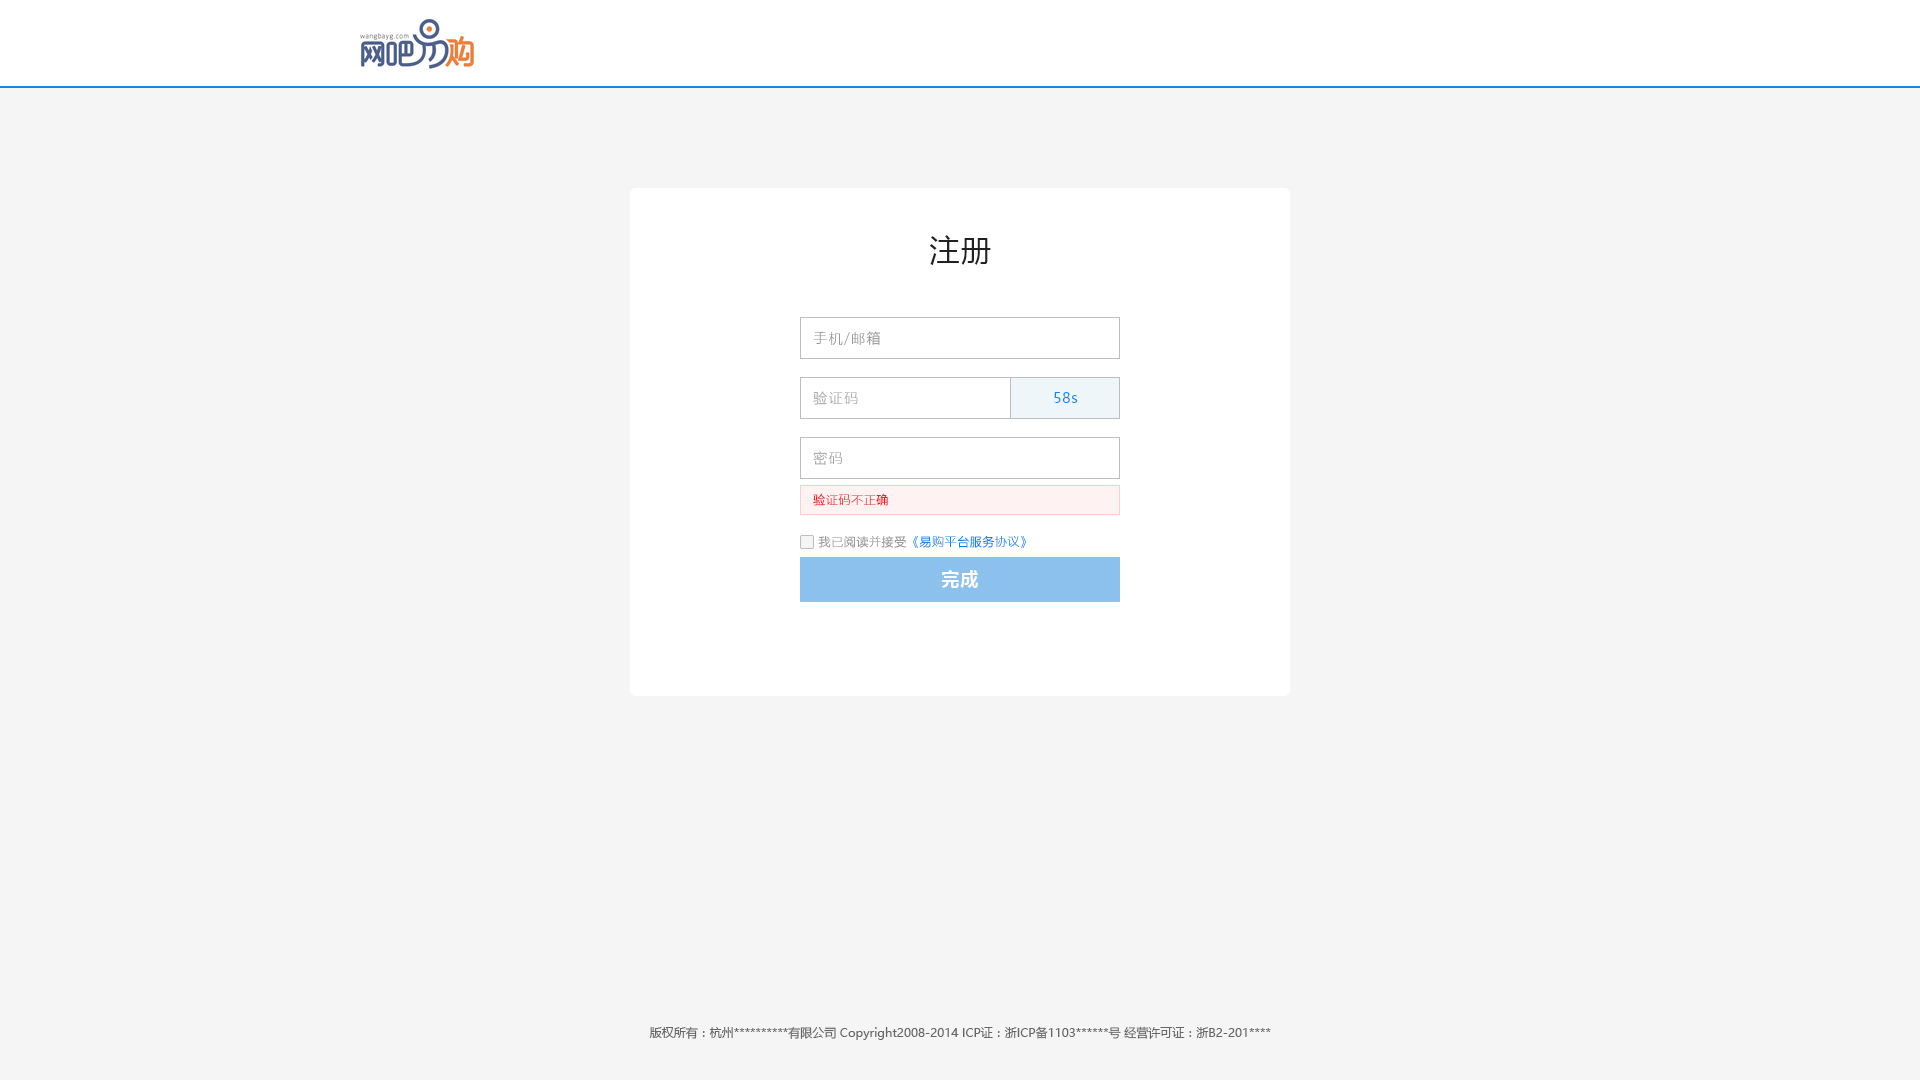 wangbayg.com
网吧易购
注册
手机/邮箱
验证码
58s
密码
验证码不正确
我已阅读并接受《易购平台服务协议》
完成
版权所有：杭州**********有限公司 Copyright2008-2014 ICP证：浙ICP备1103******号 经营许可证：浙B2-201****